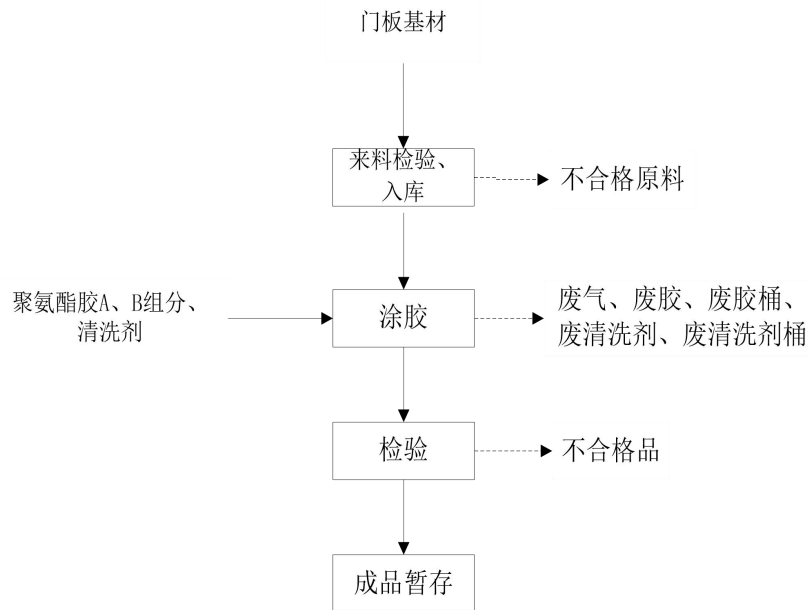 门板基材
来料检验、
入库
不合格原料
聚氨酯胶A、B组分、
清洗剂
涂胶
废气、废胶、废胶桶、
废清洗剂、废清洗剂桶
检验
不合格品
成品暂存